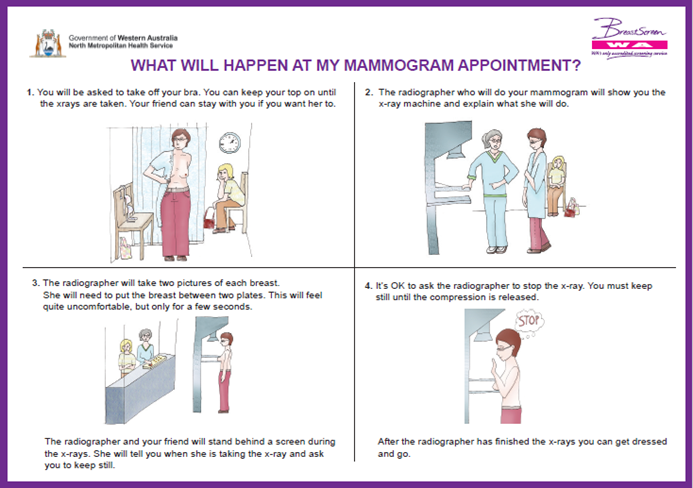 Government of Western Australia
North Metropolitan Health Service
BreastScreen
WA
WA's only accredited screening service
WHAT WILL HAPPEN AT MY MAMMOGRAM APPOINTMENT?
1. You will be asked to take off your bra. You can keep your top on until
the xrays are taken. Your friend can stay with you if you want her to.
2. The radiographer who will do your mammogram will show you the
x-ray machine and explain what she will do.
3. The radiographer will take two pictures of each breast.
She will need to put the breast between two plates. This will feel
quite uncomfortable, but only for a few seconds.
4. It's OK to ask the radiographer to stop the x-ray. You must keep
still until the compression is released.
STOP
The radiographer and your friend will stand behind a screen during
the x-rays. She will tell you when she is taking the x-ray and ask
you to keep still.
After the radiographer has finished the x-rays you can get dressed
and go.